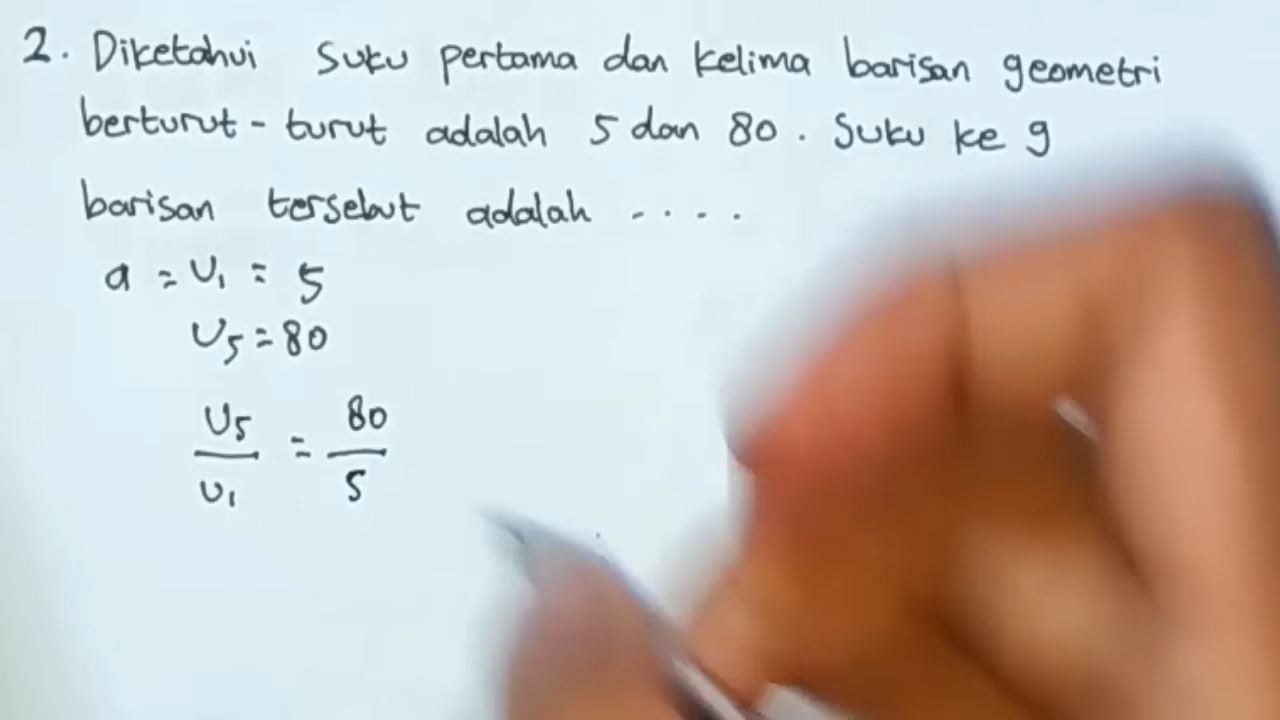 2. Diketahui suku pertama dan kelima barisan geometri
berturut-turut adalah 5 dan 80. Suku ke 9
barisan tersebut adalah ....
a = U₁ = 5
U₅ = 80
U₅/U₁ = 80/5